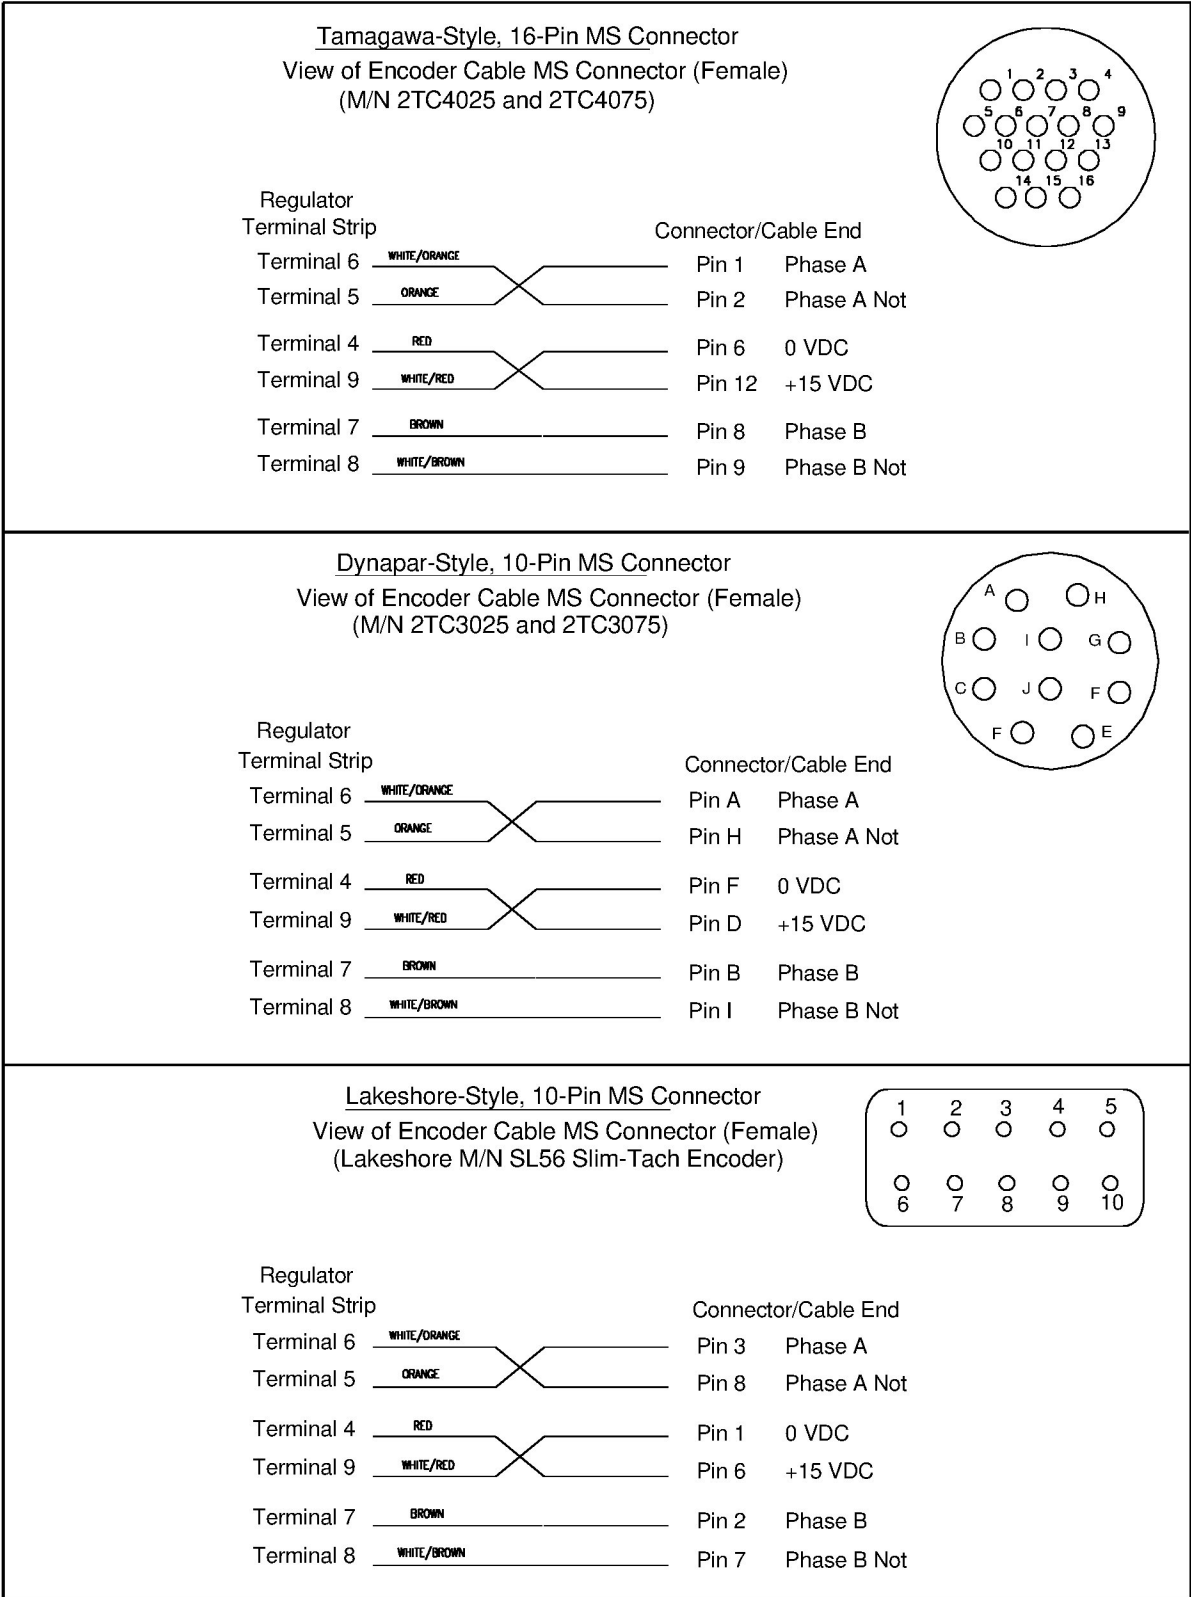 Tamagawa-Style, 16-Pin MS Connector
View of Encoder Cable MS Connector (Female)
(M/N 2TC4025 and 2TC4075)
1 2 3 4
5 6 7 8 9
10 11 12 13
14 15 16
Regulator
Terminal Strip
Connector/Cable End
Terminal 6 WHITE/ORANGE Pin 1 Phase A
Terminal 5 ORANGE Pin 2 Phase A Not
Terminal 4 RED Pin 6 0 VDC
Terminal 9 WHITE/RED Pin 12 +15 VDC
Terminal 7 BROWN Pin 8 Phase B
Terminal 8 WHITE/BROWN Pin 9 Phase B Not
Dynapar-Style, 10-Pin MS Connector
View of Encoder Cable MS Connector (Female)
(M/N 2TC3025 and 2TC3075)
A H
B I G
C J F
F E
Regulator
Terminal Strip
Connector/Cable End
Terminal 6 WHITE/ORANGE Pin A Phase A
Terminal 5 ORANGE Pin H Phase A Not
Terminal 4 RED Pin F 0 VDC
Terminal 9 WHITE/RED Pin D +15 VDC
Terminal 7 BROWN Pin B Phase B
Terminal 8 WHITE/BROWN Pin I Phase B Not
Lakeshore-Style, 10-Pin MS Connector
View of Encoder Cable MS Connector (Female)
(Lakeshore M/N SL56 Slim-Tach Encoder)
1 2 3 4 5
6 7 8 9 10
Regulator
Terminal Strip
Connector/Cable End
Terminal 6 WHITE/ORANGE Pin 3 Phase A
Terminal 5 ORANGE Pin 8 Phase A Not
Terminal 4 RED Pin 1 0 VDC
Terminal 9 WHITE/RED Pin 6 +15 VDC
Terminal 7 BROWN Pin 2 Phase B
Terminal 8 WHITE/BROWN Pin 7 Phase B Not